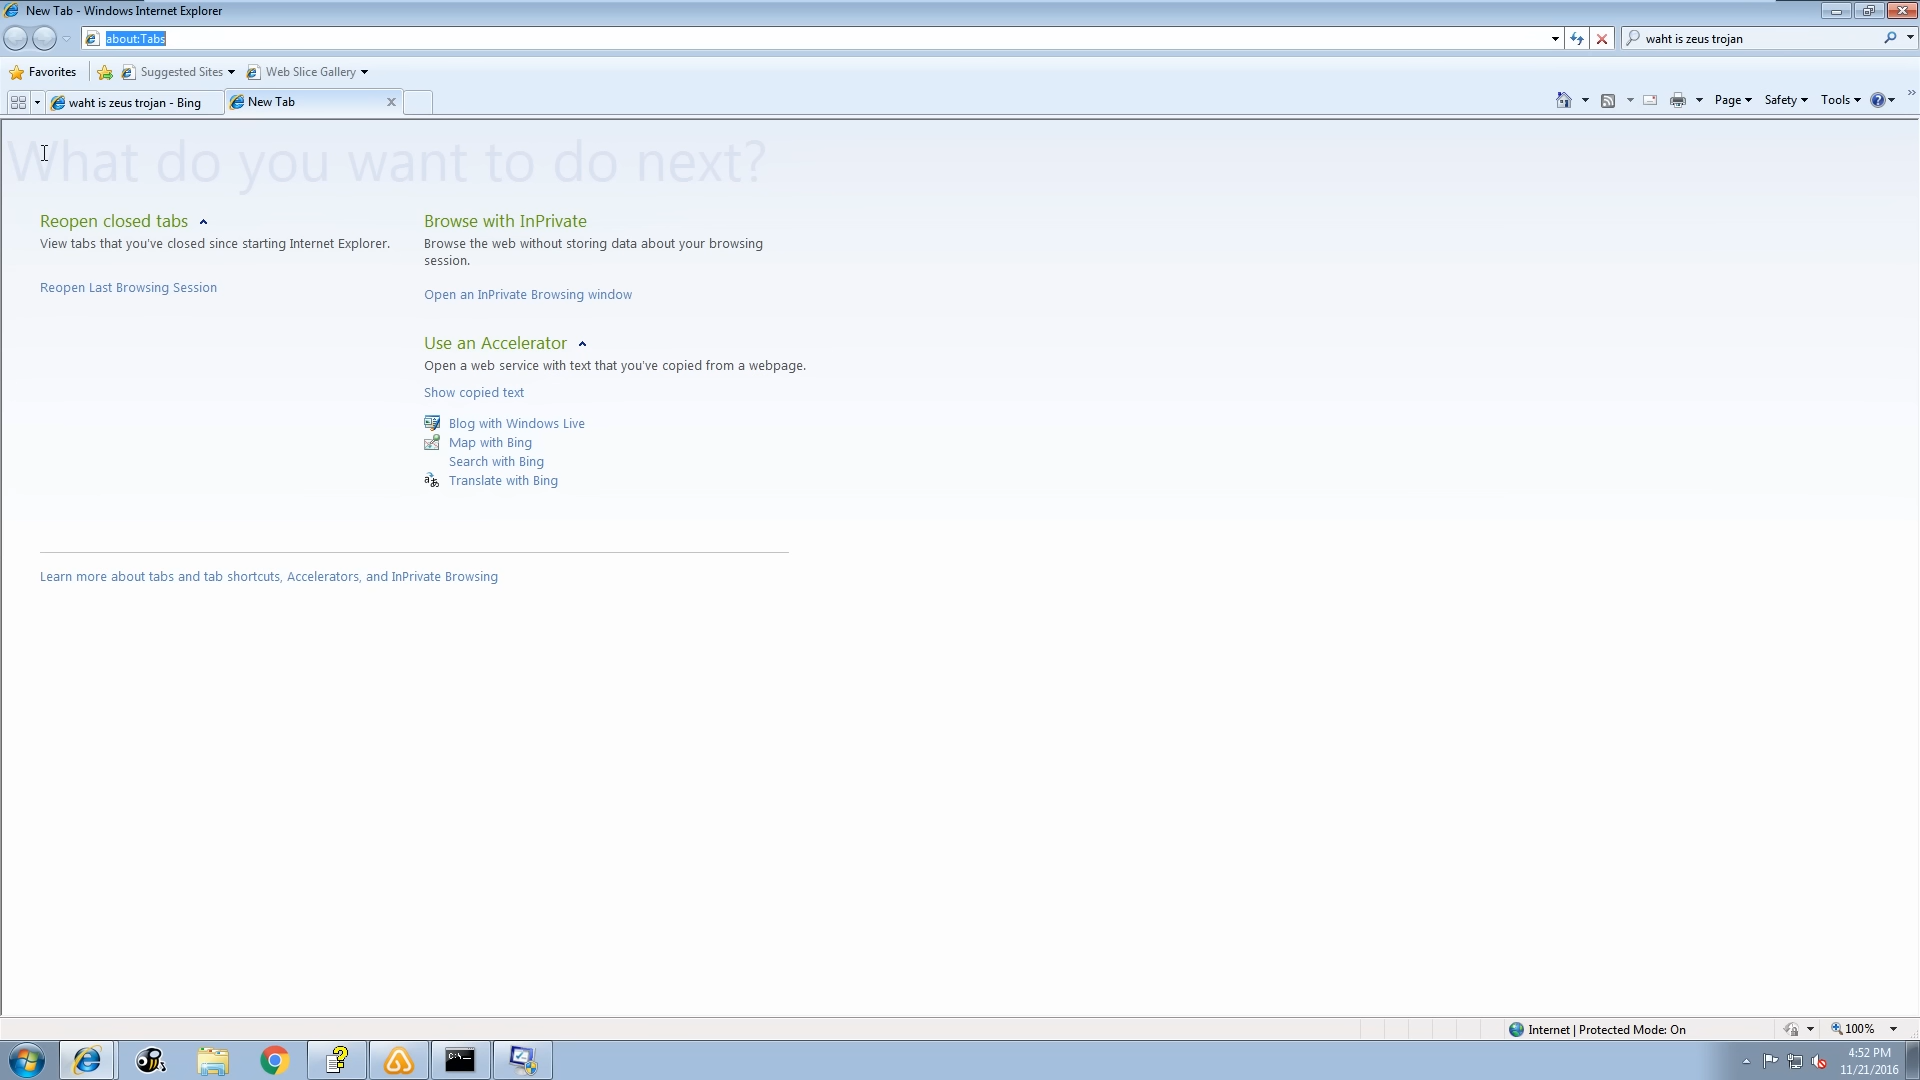 New Tab - Windows Internet Explorer
about:Tabs
waht is zeus trojan
Favorites
Suggested Sites
Web Slice Gallery
waht is zeus trojan - Bing
New Tab
Page
Safety
Tools
What do you want to do next?
Reopen closed tabs
View tabs that you've closed since starting Internet Explorer.
Reopen Last Browsing Session
Browse with InPrivate
Browse the web without storing data about your browsing
session.
Open an InPrivate Browsing window
Use an Accelerator
Open a web service with text that you've copied from a webpage.
Show copied text
Blog with Windows Live
Map with Bing
Search with Bing
Translate with Bing
Learn more about tabs and tab shortcuts, Accelerators, and InPrivate Browsing
Internet | Protected Mode: On
100%
C:\_
4:52 PM
11/21/2016